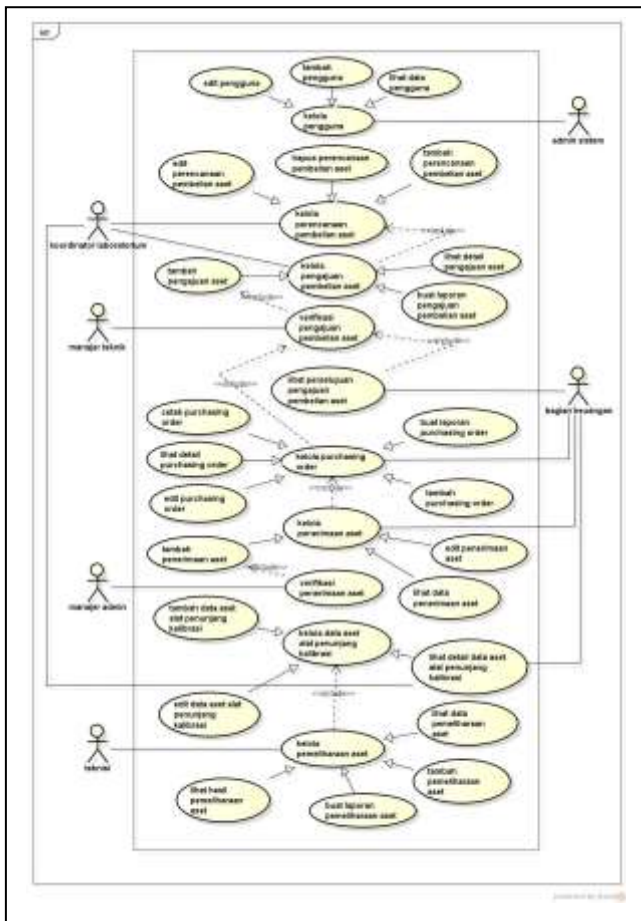 edit pengguna
tambah
pengguna
lihat data
pengguna
kelola
pengguna
admin sistem
edit
perencanaan
pembelian aset
hapus perencanaan
pembelian aset
tambah
perencanaan
pembelian aset
kelola
perencanaan
pembelian aset
koordinator laboratorium
tambah
pengajuan aset
kelola
pengajuan
pembelian aset
lihat detail
pengajuan aset
buat laporan
pengajuan
pembelian aset
verifikasi
pengajuan
pembelian aset
manajer teknik
lihat persetujuan
pengajuan
pembelian aset
bagian keuangan
cetak purchasing
order
buat laporan
purchasing order
lihat detail
purchasing order
kelola purchasing
order
edit purchasing
order
tambah
purchasing order
kelola
penerimaan aset
tambah
penerimaan aset
edit penerimaan
aset
verifikasi
penerimaan aset
lihat data
penerimaan aset
manajer admin
tambah data aset
alat penunjang
kalibrasi
kelola data aset
alat penunjang
kalibrasi
lihat detail data aset
alat penunjang
kalibrasi
edit data aset alat
penunjang
kalibrasi
lihat data
pemeliharaan
aset
kelola
pemeliharaan aset
teknisi
tambah
pemeliharaan
aset
lihat hasil
pemeliharaan
aset
buat laporan
pemeliharaan aset